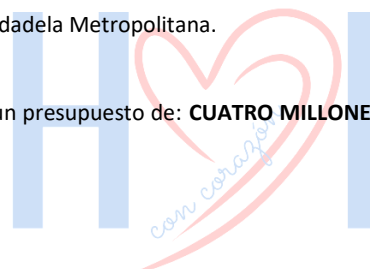 dadela Metropolitana.
un presupuesto de: CUATRO MILLONE
con corazón